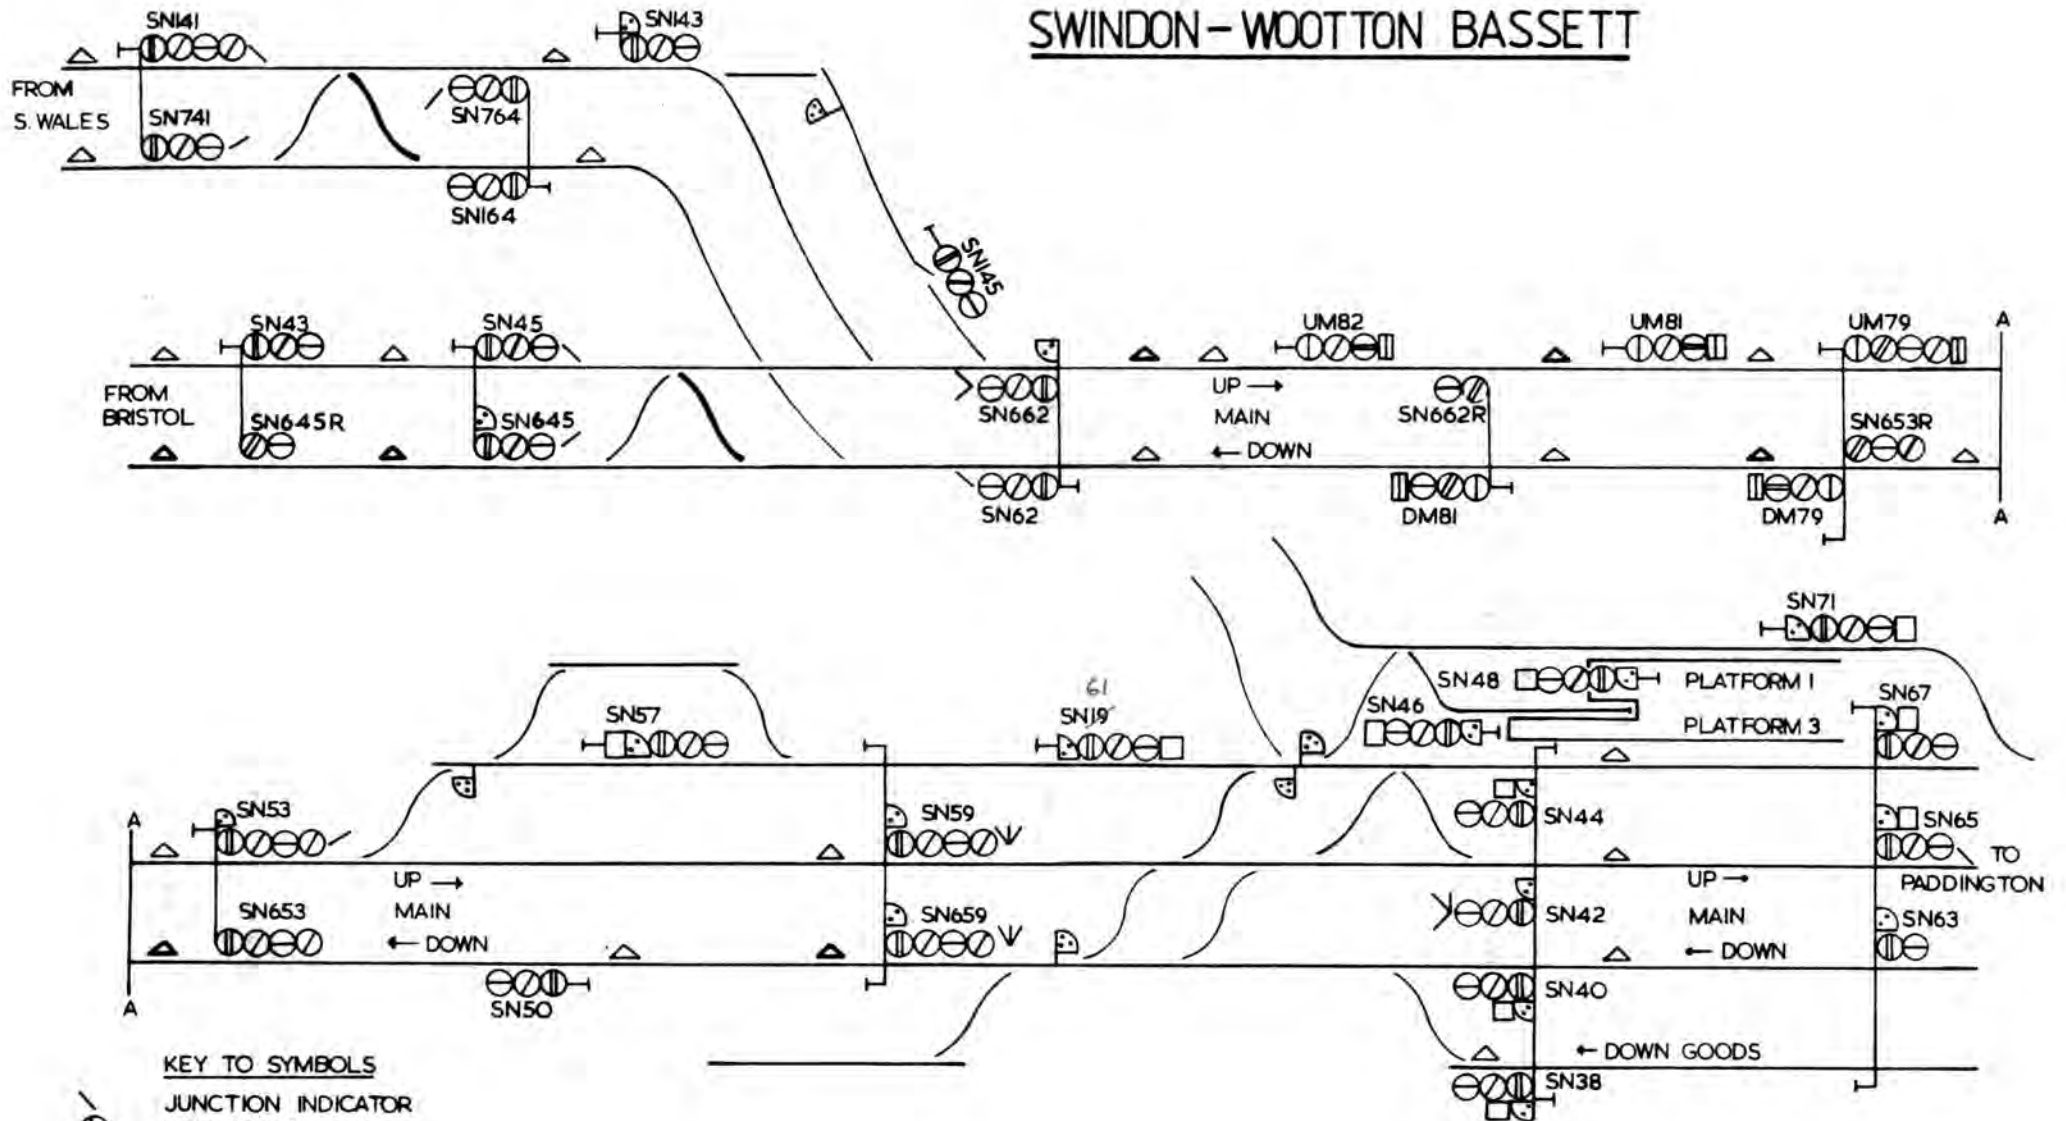 SWINDON-WOOTTON BASSETT
SN141
SN143
FROM
S. WALES
SN764
SN741
SN164
SN145
SN43
SN45
UM82
UM81
UM79
A
FROM
BRISTOL
SN645R
SN645
SN662
UP →
MAIN
← DOWN
SN662R
SN653R
SN62
DM81
DM79
A
SN71
SN48
PLATFORM 1
SN57
61
SN19
SN46
PLATFORM 3
SN67
A
SN53
SN59
SN44
SN65
TO
PADDINGTON
UP →
MAIN
← DOWN
SN653
SN659
SN42
UP →
MAIN
← DOWN
SN63
A
SN50
SN40
← DOWN GOODS
SN38
KEY TO SYMBOLS
JUNCTION INDICATOR